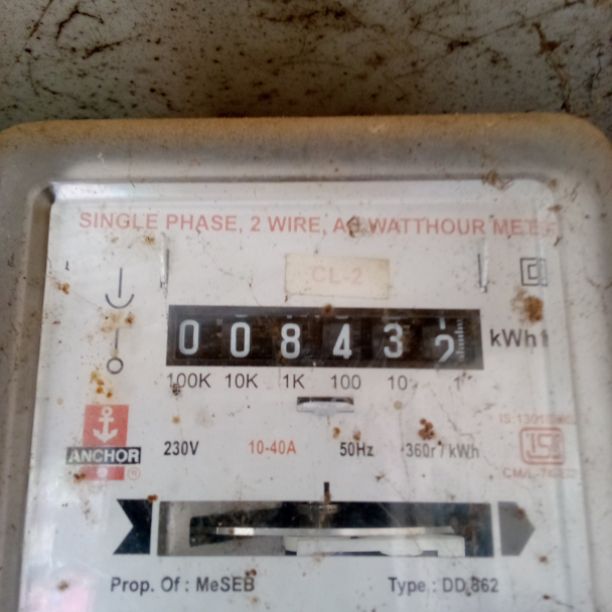 SINGLE PHASE, 2 WIRE, AC WATTHOUR METER
CL-2
0 0 8 4 3 2 kWh
100K 10K 1K 100 10 1
ANCHOR
230V 10-40A 50Hz 360r / kWh
ISI
Prop. Of : MeSEB Type : DD 862